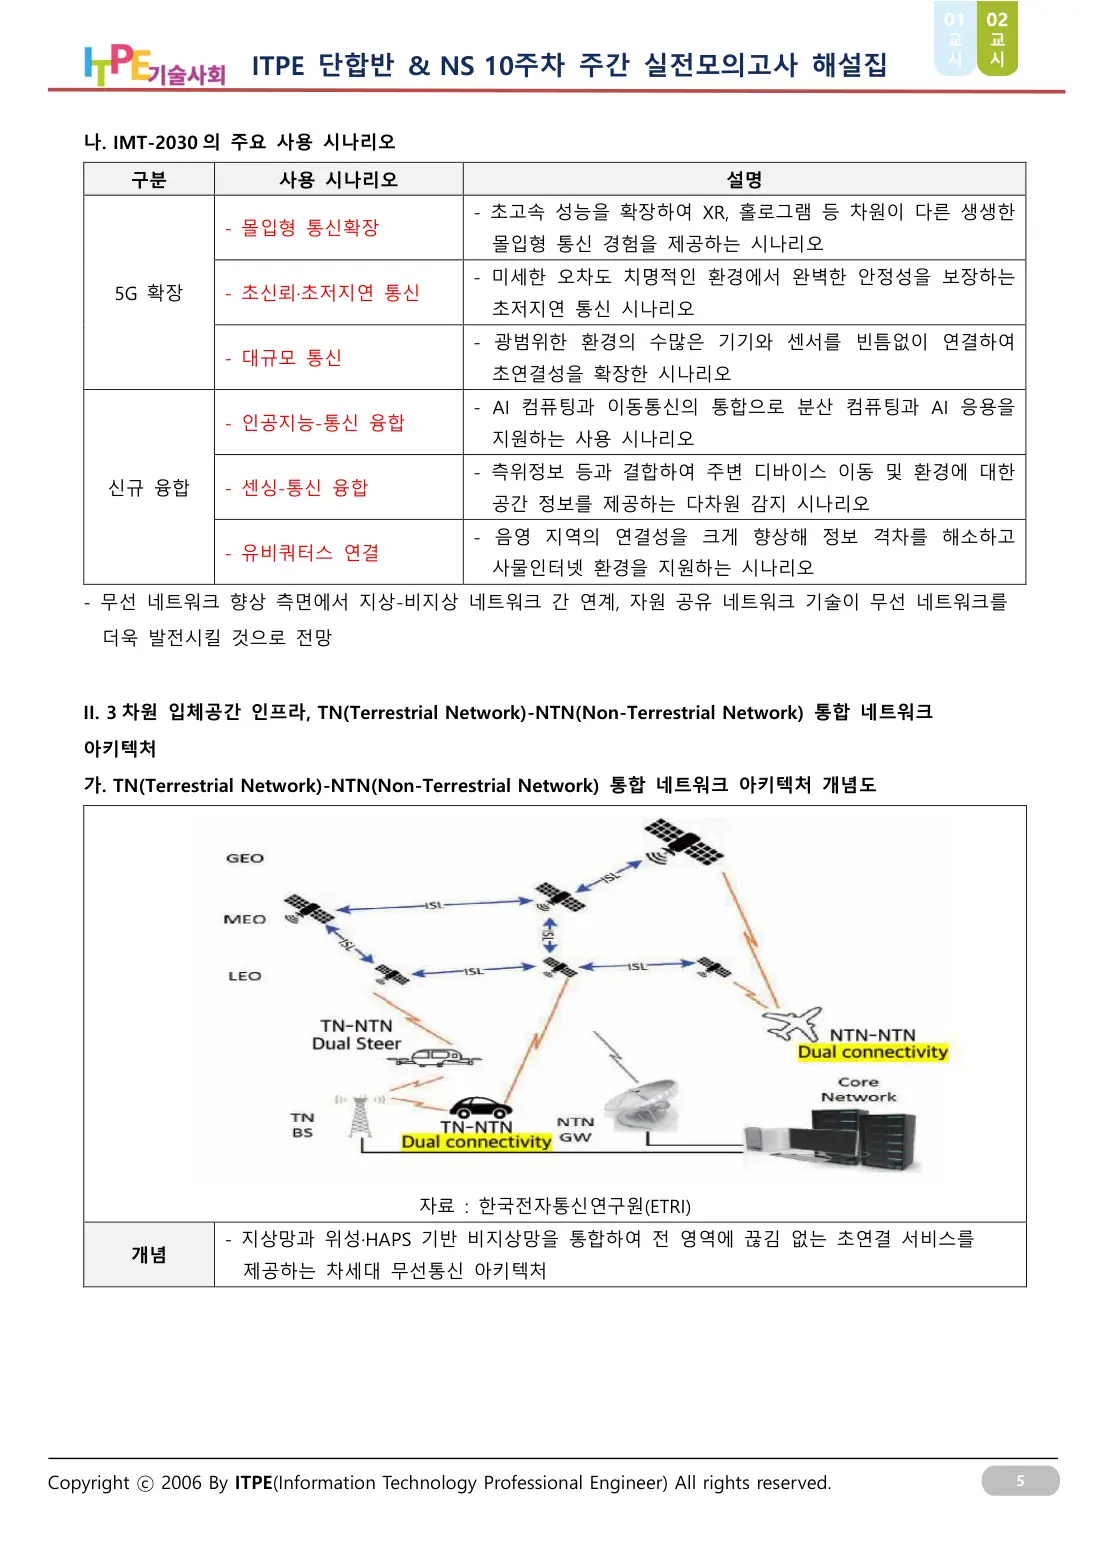 01
교
시
02
교
시
ITPE기술사회
ITPE 단합반 & NS 10주차 주간 실전모의고사 해설집
나. IMT-2030의 주요 사용 시나리오
구분 사용 시나리오 설명
5G 확장
- 몰입형 통신확장
- 초고속 성능을 확장하여 XR, 홀로그램 등 차원이 다른 생생한
몰입형 통신 경험을 제공하는 시나리오
- 초신뢰·초저지연 통신
- 미세한 오차도 치명적인 환경에서 완벽한 안정성을 보장하는
초저지연 통신 시나리오
- 대규모 통신
- 광범위한 환경의 수많은 기기와 센서를 빈틈없이 연결하여
초연결성을 확장한 시나리오
신규 융합
- 인공지능-통신 융합
- AI 컴퓨팅과 이동통신의 통합으로 분산 컴퓨팅과 AI 응용을
지원하는 사용 시나리오
- 센싱-통신 융합
- 측위정보 등과 결합하여 주변 디바이스 이동 및 환경에 대한
공간 정보를 제공하는 다차원 감지 시나리오
- 유비쿼터스 연결
- 음영 지역의 연결성을 크게 향상해 정보 격차를 해소하고
사물인터넷 환경을 지원하는 시나리오
- 무선 네트워크 향상 측면에서 지상-비지상 네트워크 간 연계, 자원 공유 네트워크 기술이 무선 네트워크를
더욱 발전시킬 것으로 전망
II. 3차원 입체공간 인프라, TN(Terrestrial Network)-NTN(Non-Terrestrial Network) 통합 네트워크
아키텍처
가. TN(Terrestrial Network)-NTN(Non-Terrestrial Network) 통합 네트워크 아키텍처 개념도
GEO
ISL
MEO
ISL
ISL
ISL
LEO
ISL
ISL
TN-NTN
Dual Steer
NTN-NTN
Dual connectivity
Core
Network
TN
BS
TN-NTN
Dual connectivity
NTN
GW
자료 : 한국전자통신연구원(ETRI)
개념
- 지상망과 위성·HAPS 기반 비지상망을 통합하여 전 영역에 끊김 없는 초연결 서비스를
제공하는 차세대 무선통신 아키텍처
Copyright ⓒ 2006 By ITPE(Information Technology Professional Engineer) All rights reserved.
5